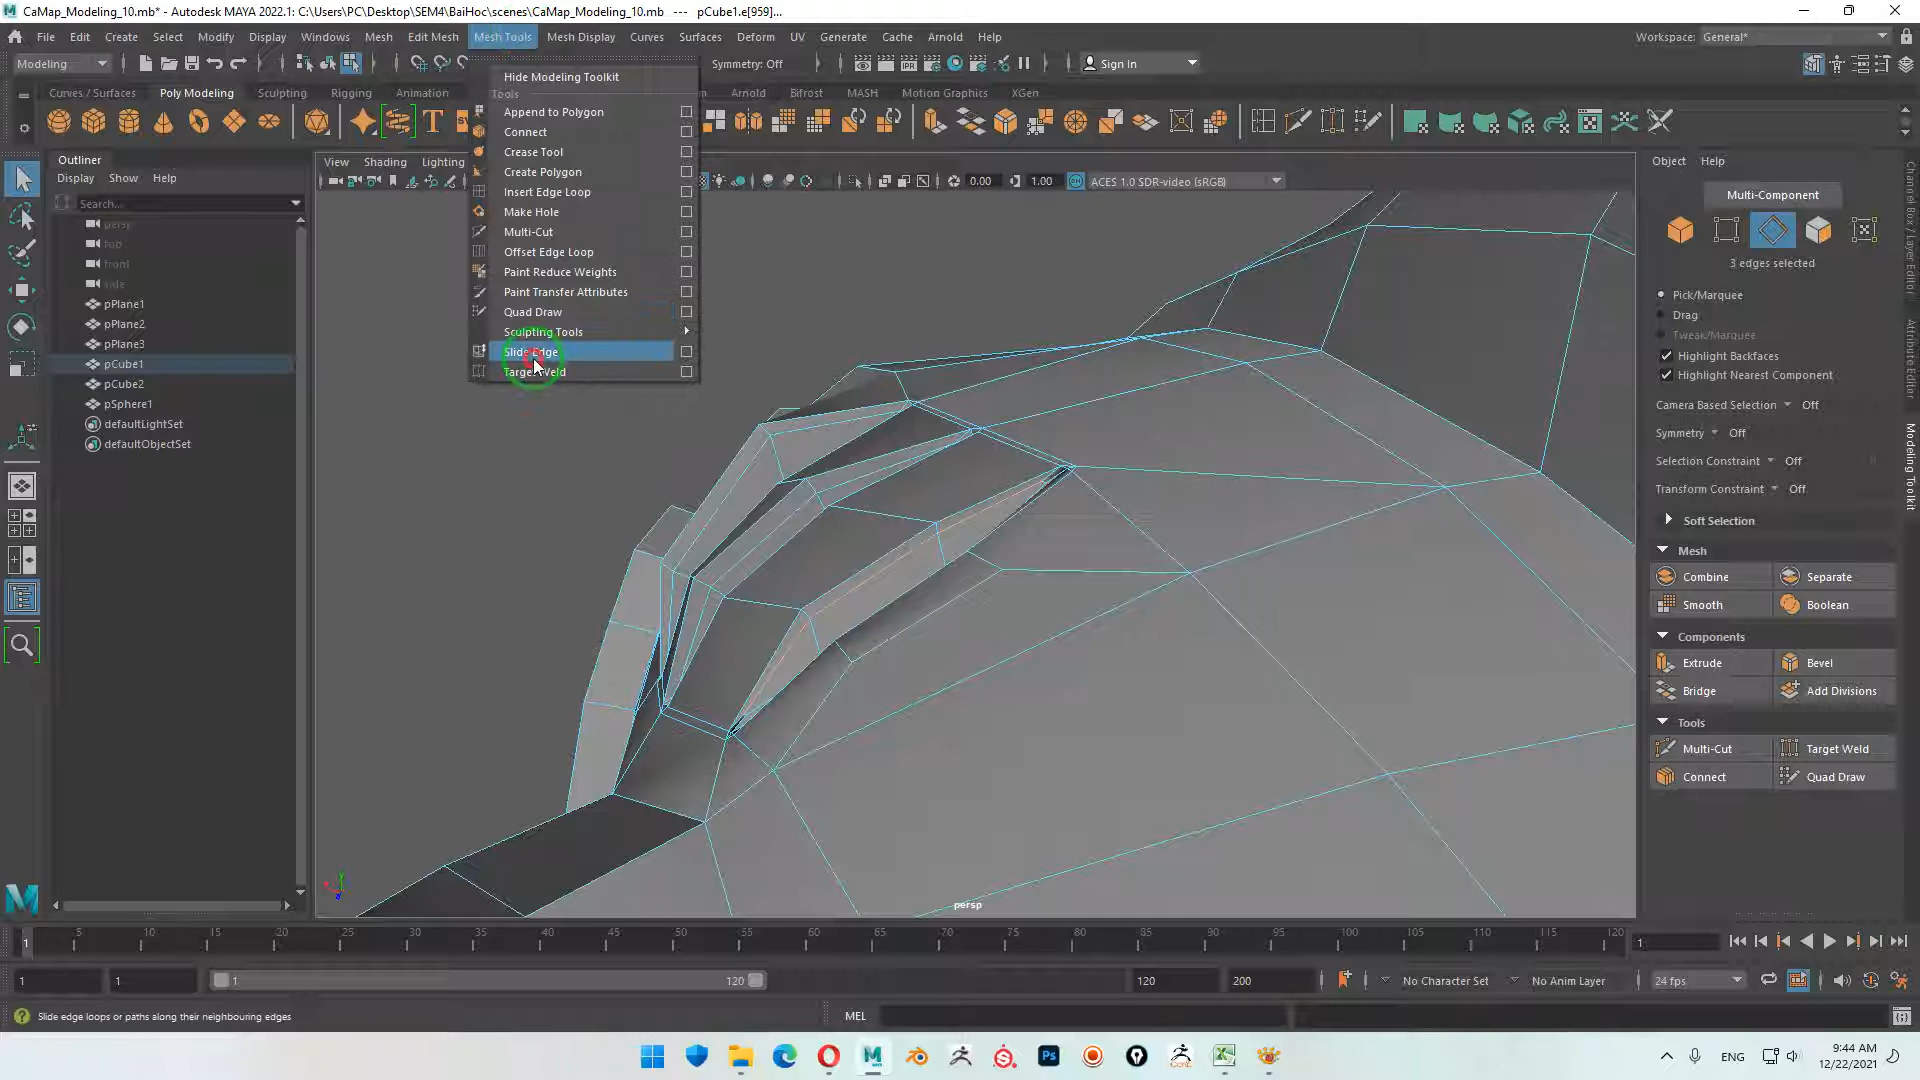 CaMap_Modeling_10.mb* - Autodesk MAYA 2022.1: C:\Users\PC\Desktop\SEM4\BaiHoc\scenes\CaMap_Modeling_10.mb --- pCube1.e[959]...
File Edit Create Select Modify Display Windows Mesh Edit Mesh Mesh Tools Mesh Display Curves Surfaces Deform UV Generate Cache Arnold Help
Workspace: General*
Modeling
Symmetry: Off
Sign In
Curves / Surfaces Poly Modeling Sculpting Rigging Animation Arnold Bifrost MASH Motion Graphics XGen
Hide Modeling Toolkit
Tools
Append to Polygon
Connect
Crease Tool
Create Polygon
Insert Edge Loop
Make Hole
Multi-Cut
Offset Edge Loop
Paint Reduce Weights
Paint Transfer Attributes
Quad Draw
Sculpting Tools
Slide Edge
Target Weld
Outliner
Display Show Help
Search...
persp
top
front
side
pPlane1
pPlane2
pPlane3
pCube1
pCube2
pSphere1
defaultLightSet
defaultObjectSet
View Shading Lighting
0.00
1.00
ACES 1.0 SDR-video (sRGB)
persp
Object Help
Multi-Component
3 edges selected
Pick/Marquee
Drag
Tweak/Marquee
Highlight Backfaces
Highlight Nearest Component
Camera Based Selection Off
Symmetry Off
Selection Constraint Off
Transform Constraint Off
Soft Selection
Mesh
Combine Separate
Smooth Boolean
Components
Extrude Bevel
Bridge Add Divisions
Tools
Multi-Cut Target Weld
Connect Quad Draw
Channel Box / Layer Editor
Attribute Editor
Modeling Toolkit
1 5 10 15 20 25 30 35 40 45 50 55 60 65 70 75 80 85 90 95 100 105 110 115 120
1
1 1 1 120 120 200
No Character Set No Anim Layer 24 fps
Slide edge loops or paths along their neighbouring edges
MEL
ENG
9:44 AM
12/22/2021